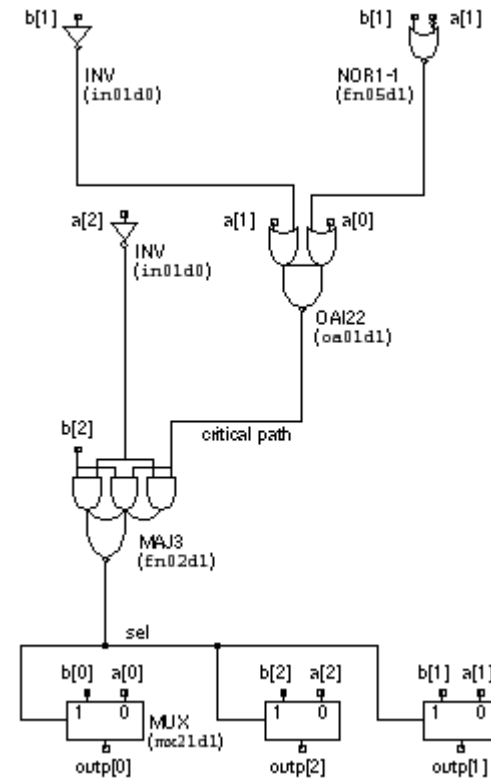 b[1]
b[1] a[1]
INV
(in01d0)
NOR1-1
(fn05d1)
a[2]
a[1]
a[0]
INV
(in01d0)
OAI22
(oa01d1)
b[2]
critical path
MAJ3
(fn02d1)
sel
b[0] a[0]
b[2] a[2]
b[1] a[1]
1 0
1 0
1 0
MUX
(mx21d1)
outp[0]
outp[2]
outp[1]